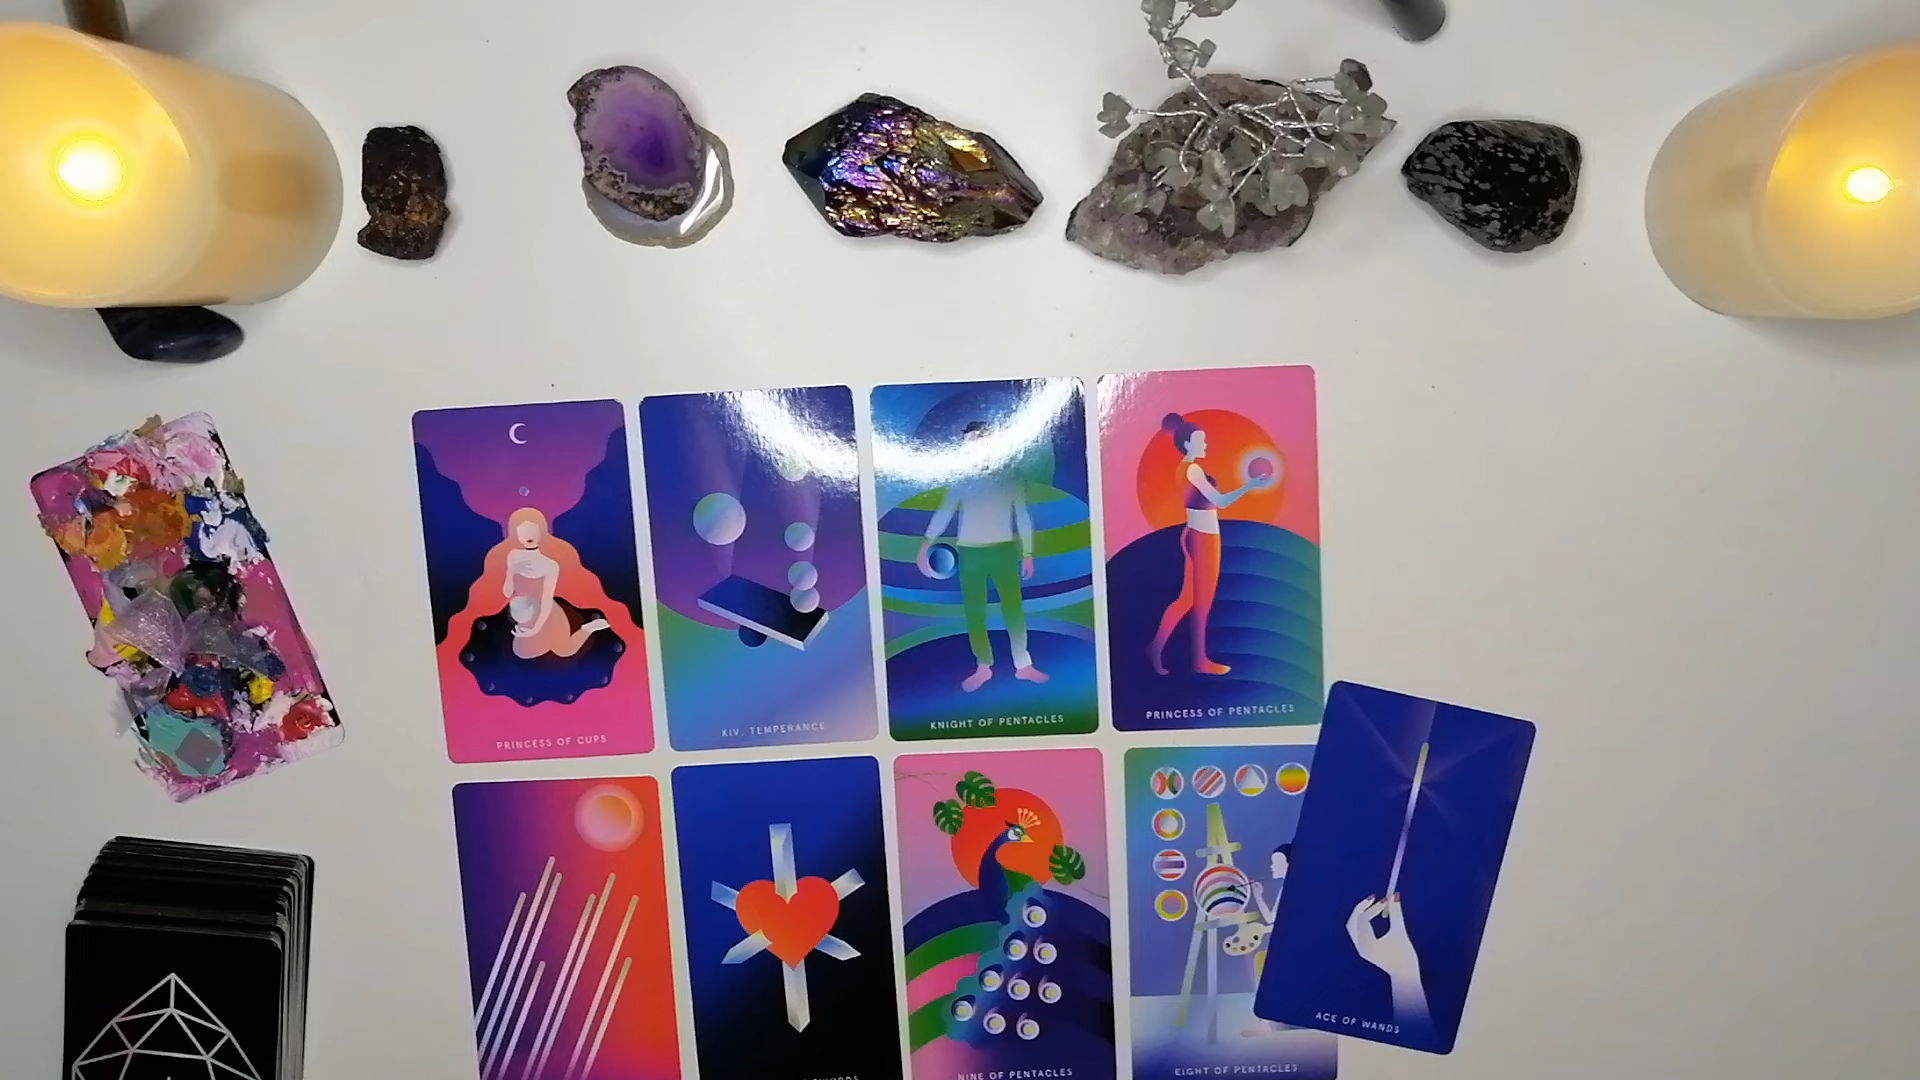 PRINCESS OF CUPS
XIV. TEMPERANCE
KNIGHT OF PENTACLES
PRINCESS OF PENTACLES
SWORDS
NINE OF PENTACLES
EIGHT OF PENTACLES
ACE OF WANDS